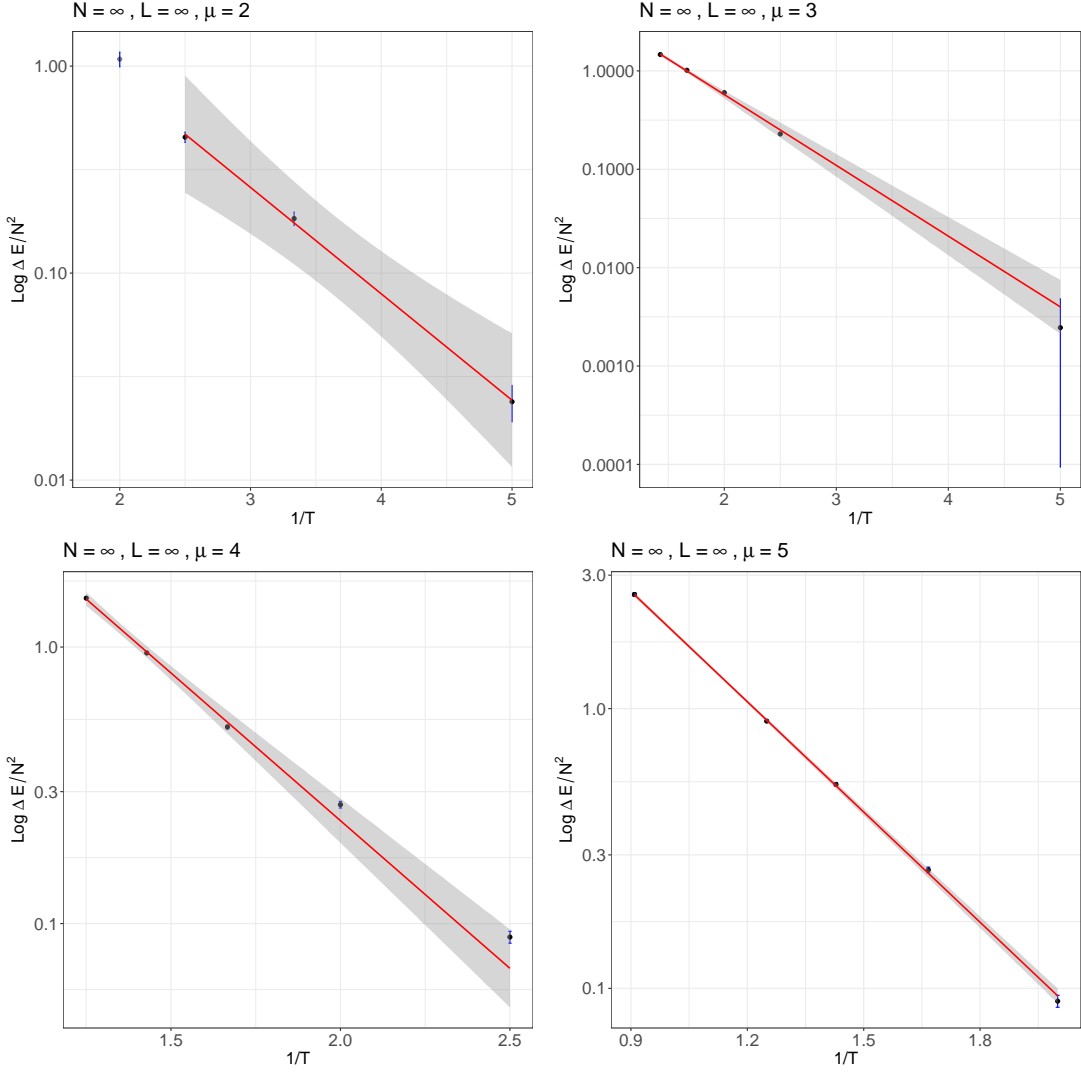 N = ∞ , L = ∞ , μ = 2
1.00
0.10
0.01
2 3 4 5
1/T
Log Δ E/N²
N = ∞ , L = ∞ , μ = 3
1.0000
0.1000
0.0100
0.0010
0.0001
2 3 4 5
1/T
Log Δ E/N²
N = ∞ , L = ∞ , μ = 4
1.0
0.3
0.1
1.5 2.0 2.5
1/T
Log Δ E/N²
N = ∞ , L = ∞ , μ = 5
3.0
1.0
0.3
0.1
0.9 1.2 1.5 1.8
1/T
Log Δ E/N²